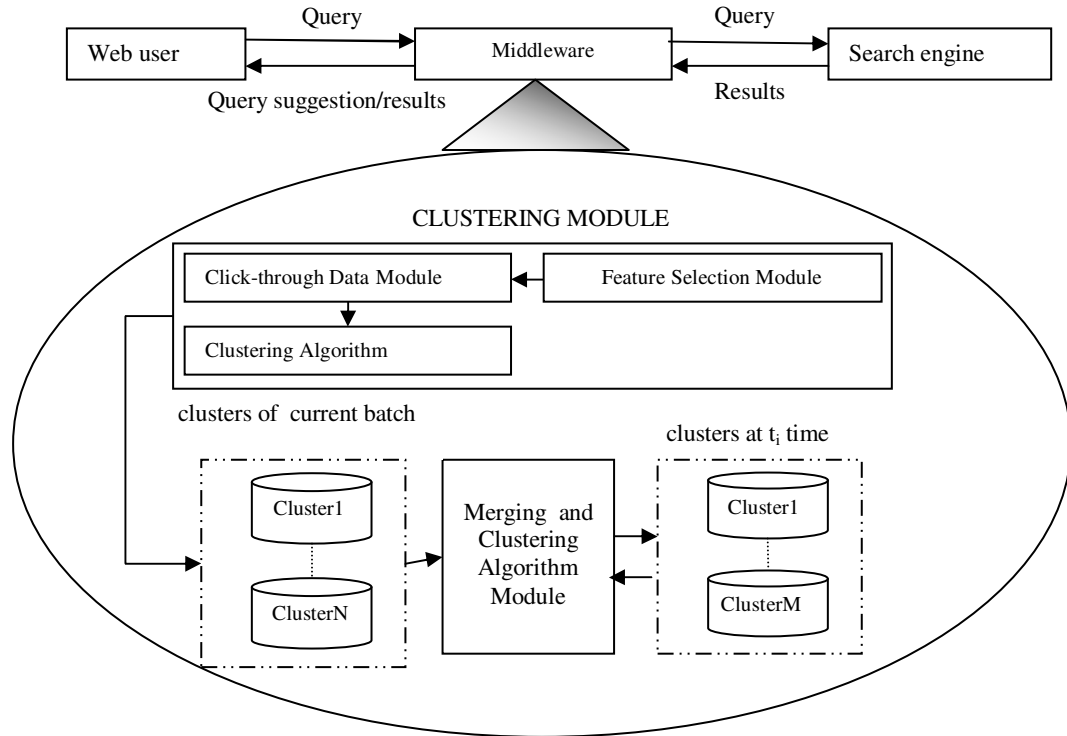 Query
Query
Web user
Middleware
Search engine
Query suggestion/results
Results
CLUSTERING MODULE
Click-through Data Module
Feature Selection Module
Clustering Algorithm
clusters of current batch
clusters at ti time
Cluster1
ClusterN
Merging and
Clustering
Algorithm
Module
Cluster1
ClusterM